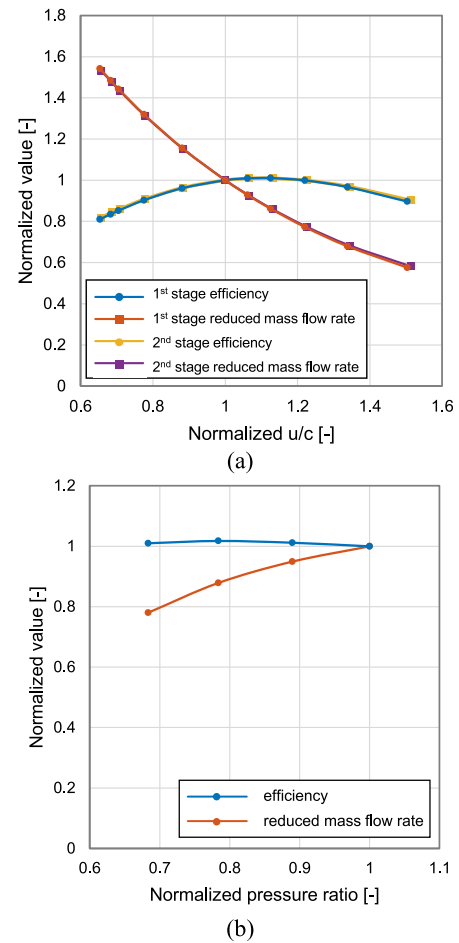 1.8
1.6
1.4
1.2
1
0.8
0.6
0.4
0.2
0
Normalized value [-]
1st stage efficiency
1st stage reduced mass flow rate
2nd stage efficiency
2nd stage reduced mass flow rate
0.6 0.8 1 1.2 1.4 1.6
Normalized u/c [-]
(a)
1.2
1
0.8
0.6
0.4
0.2
0
Normalized value [-]
efficiency
reduced mass flow rate
0.6 0.7 0.8 0.9 1 1.1
Normalized pressure ratio [-]
(b)